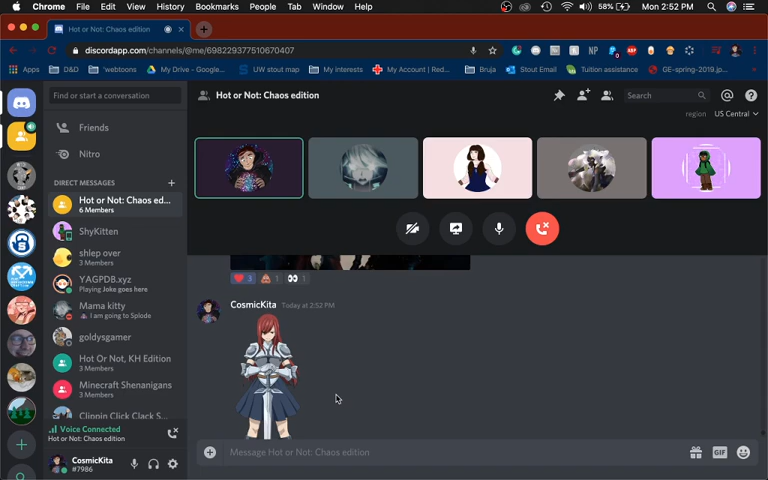 Chrome File Edit View History Bookmarks People Tab Window Help 58% Mon 2:52 PM
Hot or Not: Chaos edition
discordapp.com/channels/@me/698229377510670407
Apps D&D *webtoons My Drive - Google... UW stout map My interests My Account | Red... Bruja Stout Email Tuition assistance GE-spring-2019.jp...
Find or start a conversation
Hot or Not: Chaos edition
Search
region US Central
Friends
Nitro
DIRECT MESSAGES
Hot or Not: Chaos ed...
6 Members
ShyKitten
shlep over
3 Members
YAGPDB.xyz
Playing Joke goes here
Mama kitty
I am going to Splode
goldysgamer
Hot Or Not, KH Edition
3 Members
Minecraft Shenanigans
3 Members
Clippin Click Clack S...
Voice Connected
Hot or Not: Chaos edition
CosmicKita
#7986
3 1 1
CosmicKita Today at 2:52 PM
Message Hot or Not: Chaos edition
GIF